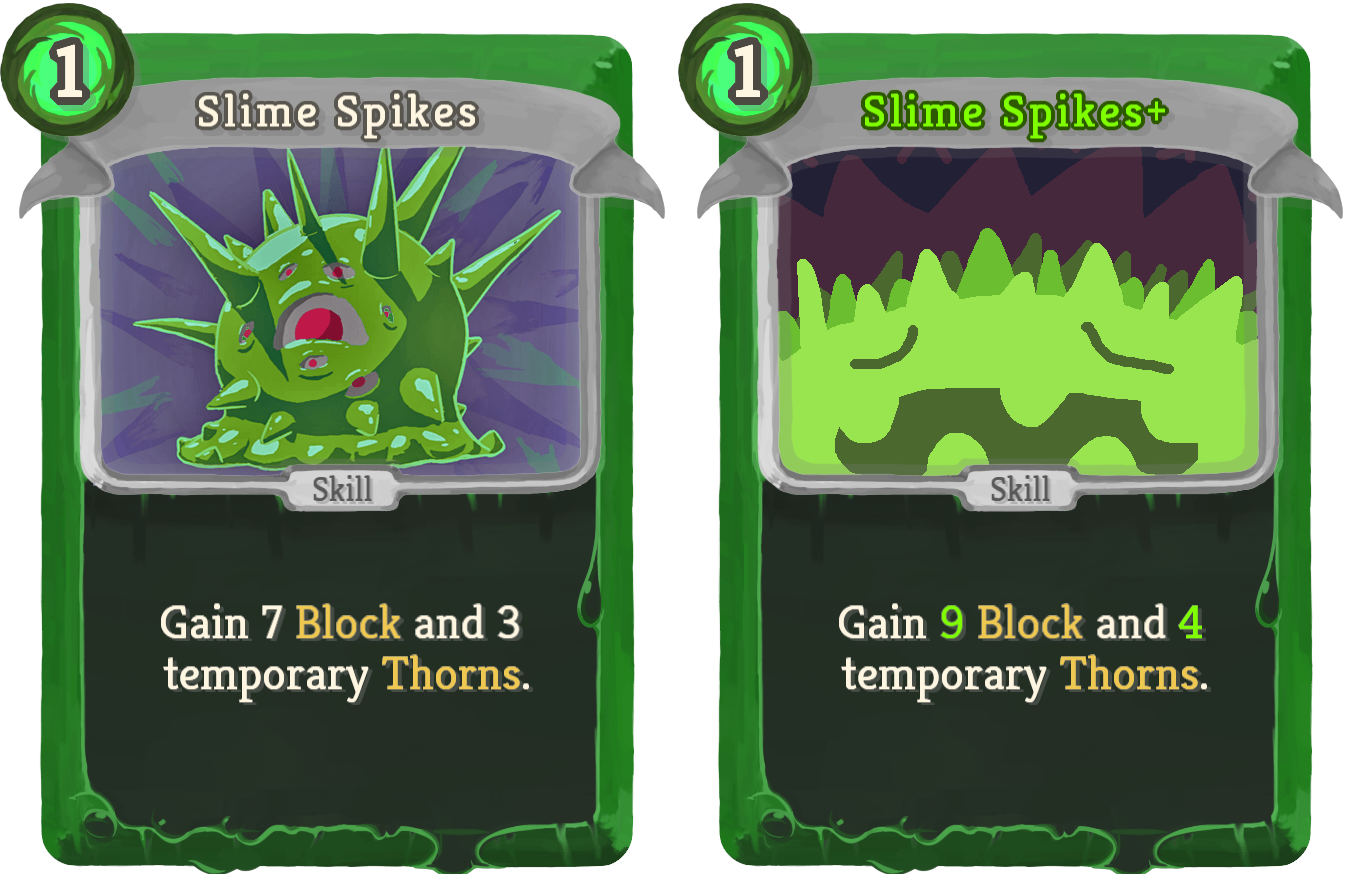 1
Slime Spikes
Skill
Gain 7 Block and 3
temporary Thorns.
1
Slime Spikes+
Skill
Gain 9 Block and 4
temporary Thorns.